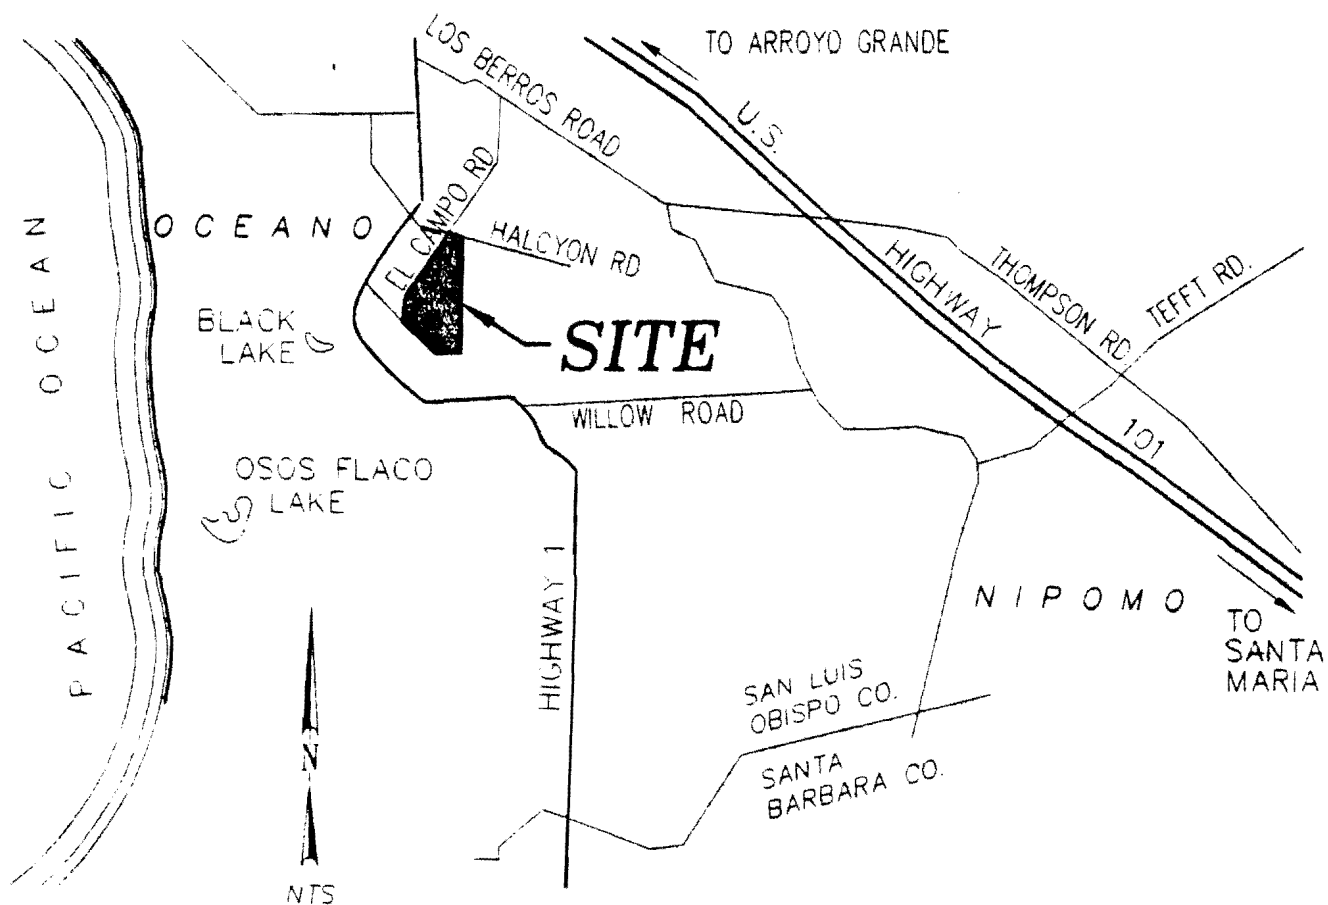 TO ARROYO GRANDE
LOS BERROS ROAD
U.S.
HIGHWAY
101
EL CAMPO RD
HALCYON RD
THOMPSON RD
TEFFT RD.
OCEANO
PACIFIC OCEAN
BLACK
LAKE
SITE
WILLOW ROAD
OSOS FLACO
LAKE
HIGHWAY 1
NIPOMO
TO
SANTA
MARIA
SAN LUIS
OBISPO CO.
SANTA
BARBARA CO.
N
NTS